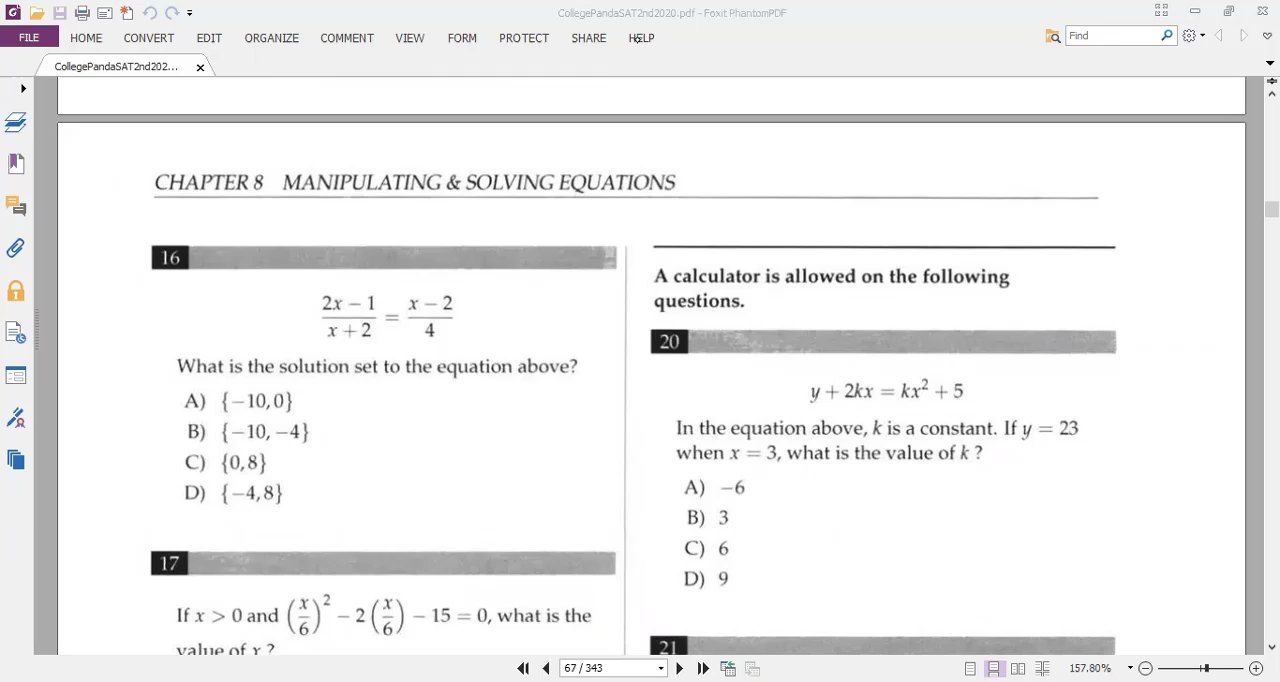 CollegePandaSAT2nd2020.pdf - Foxit PhantomPDF
FILE HOME CONVERT EDIT ORGANIZE COMMENT VIEW FORM PROTECT SHARE HELP Find
CollegePandaSAT2nd202... x
CHAPTER 8 MANIPULATING & SOLVING EQUATIONS
16
2x − 1 / x + 2 = x − 2 / 4
What is the solution set to the equation above?
A) {−10, 0}
B) {−10, −4}
C) {0, 8}
D) {−4, 8}
17
If x > 0 and (x/6)² − 2(x/6) − 15 = 0, what is the
value of x ?
A calculator is allowed on the following
questions.
20
y + 2kx = kx² + 5
In the equation above, k is a constant. If y = 23
when x = 3, what is the value of k ?
A) −6
B) 3
C) 6
D) 9
21
67 / 343
157.80%